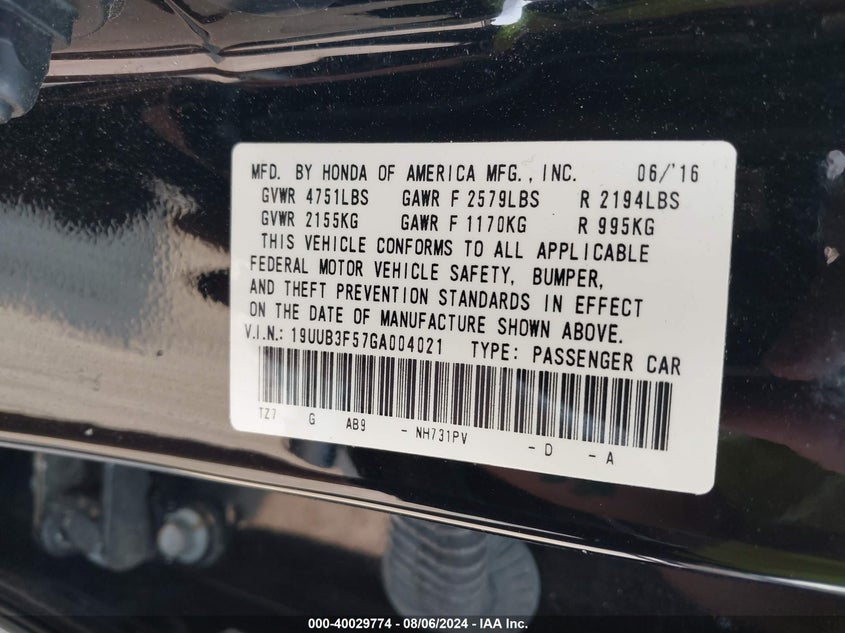 MFD. BY HONDA OF AMERICA MFG., INC. 06/'16
GVWR 4751LBS GAWR F 2579LBS R 2194LBS
GVWR 2155KG GAWR F 1170KG R 995KG
THIS VEHICLE CONFORMS TO ALL APPLICABLE
FEDERAL MOTOR VEHICLE SAFETY, BUMPER,
AND THEFT PREVENTION STANDARDS IN EFFECT
ON THE DATE OF MANUFACTURE SHOWN ABOVE.
V.I.N.: 19UUB3F57GA004021 TYPE: PASSENGER CAR
TZ7 G AB9 - NH731PV - D - A
000-40029774 - 08/06/2024 - IAA Inc.